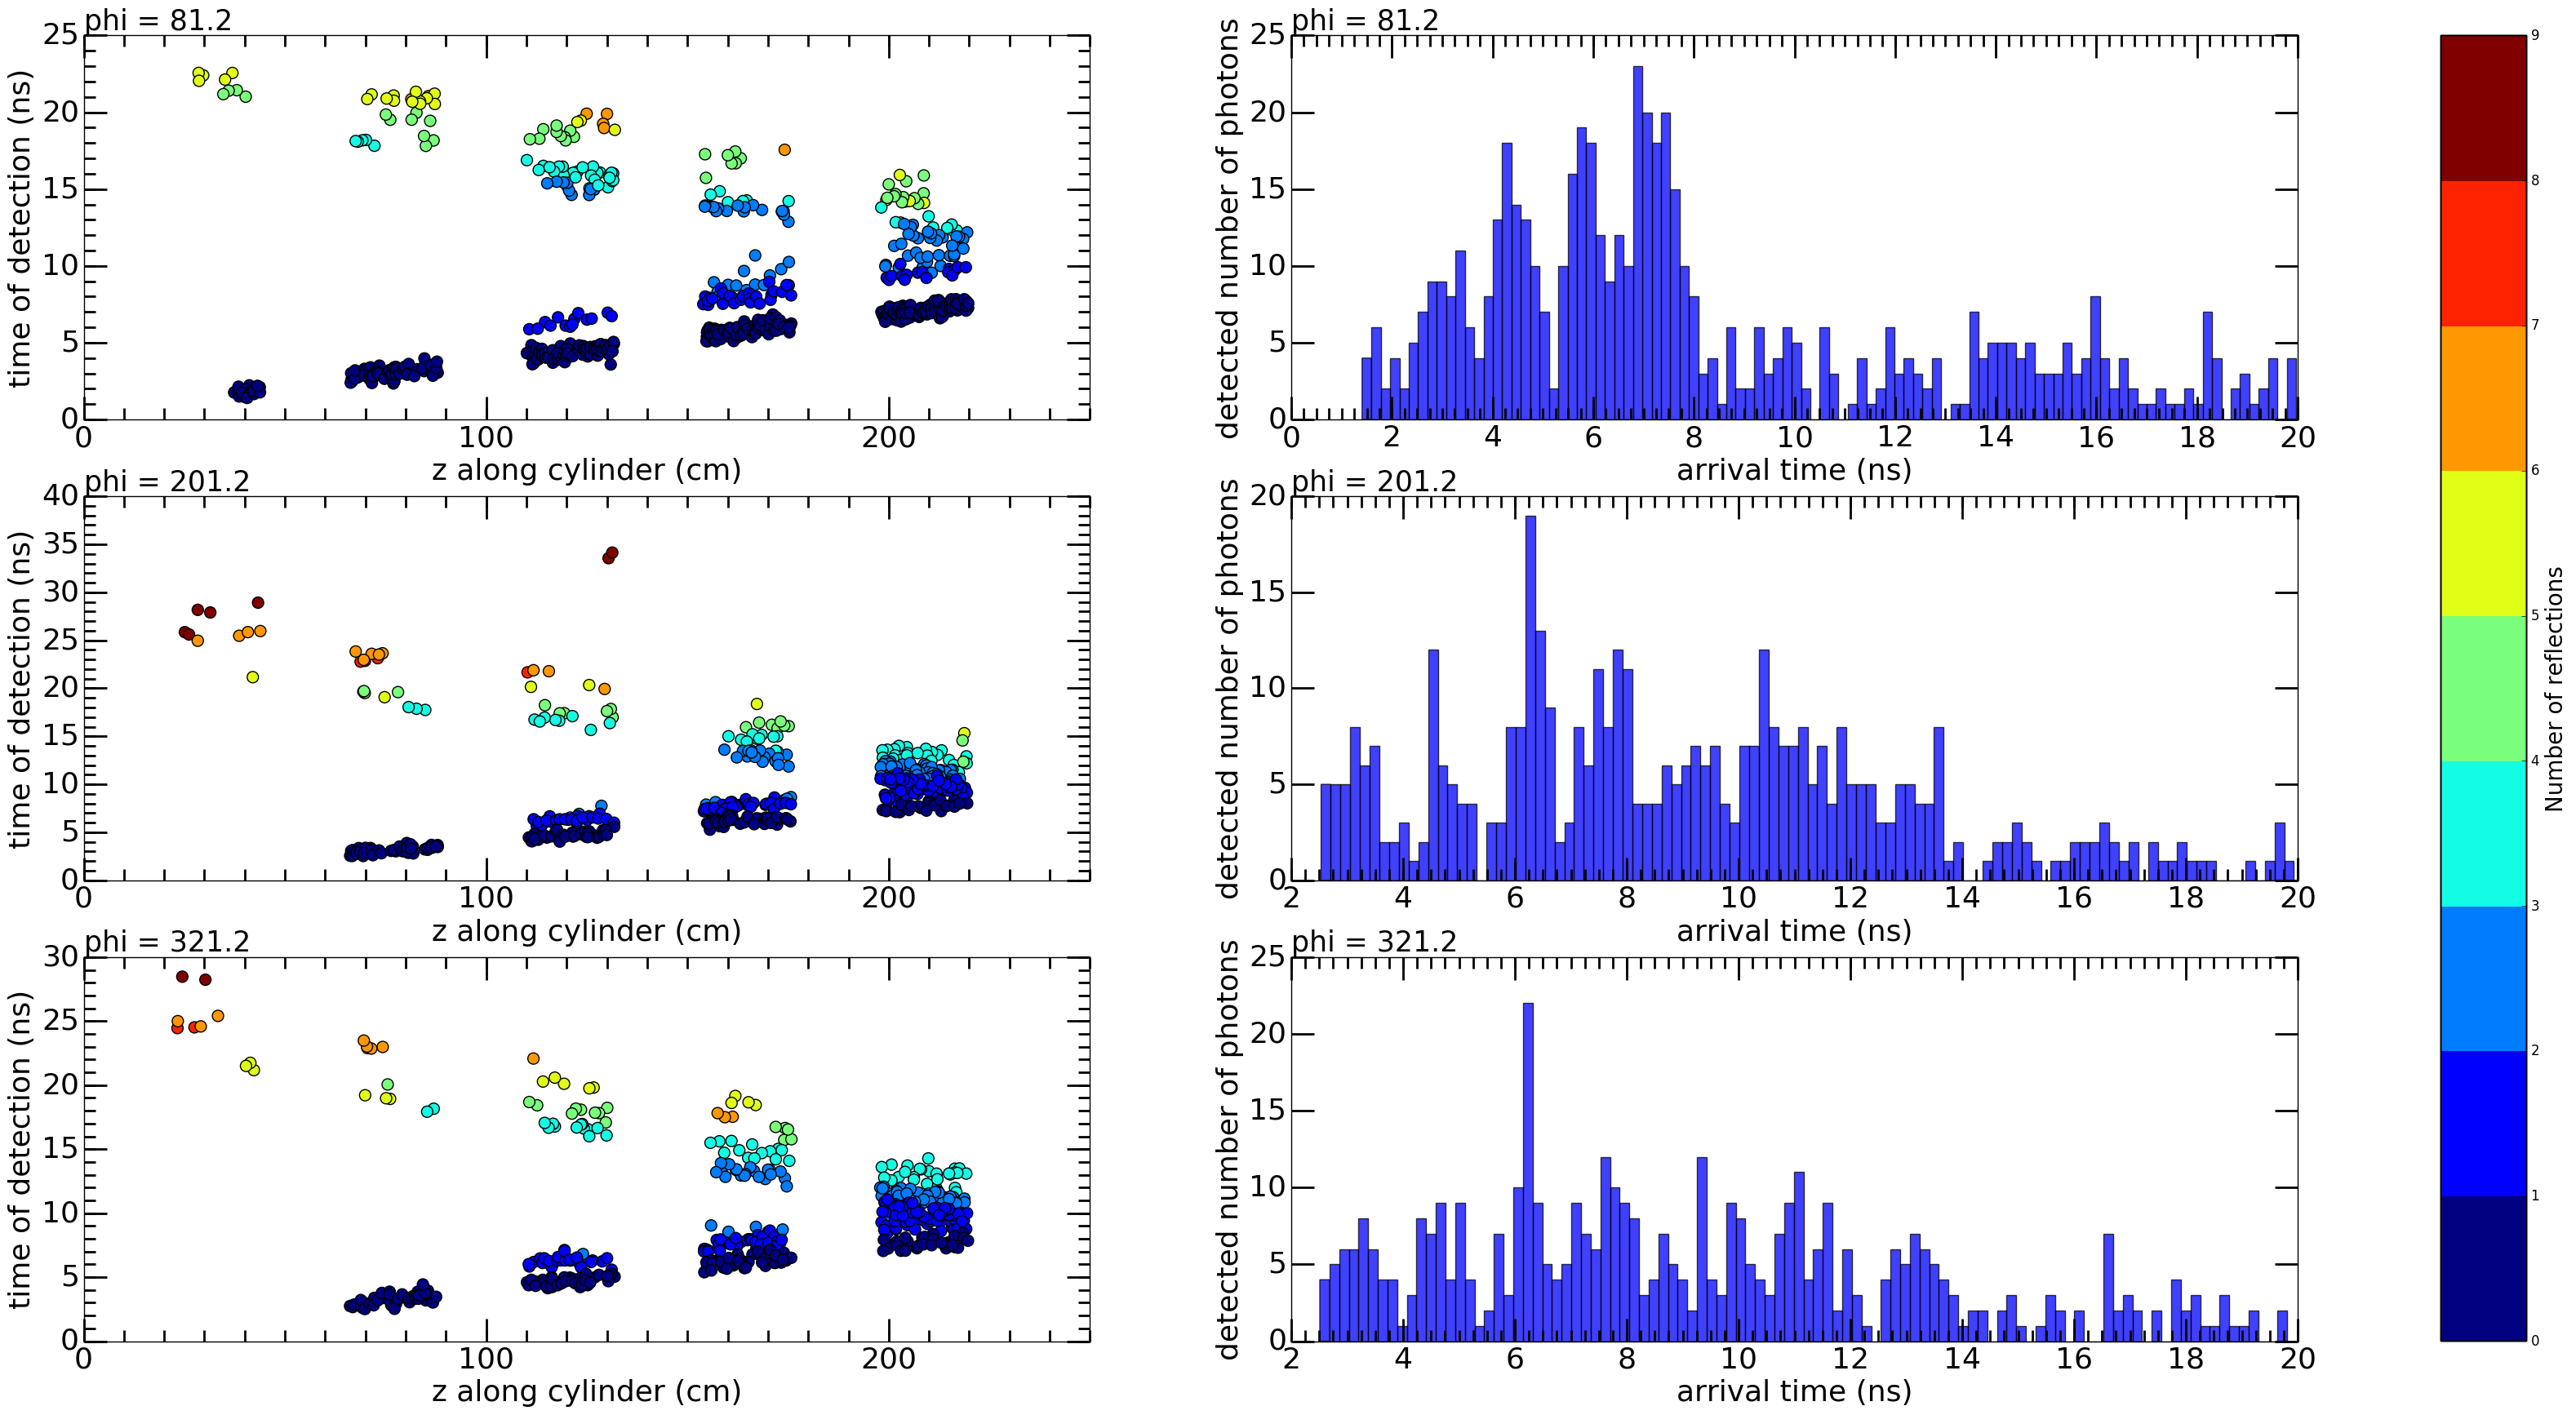 phi = 81.2
25
20
15
10
5
0
time of detection (ns)
0 100 200
z along cylinder (cm)
phi = 81.2
25
20
15
10
5
0
detected number of photons
0 2 4 6 8 10 12 14 16 18 20
arrival time (ns)
phi = 201.2
40
35
30
25
20
15
10
5
0
time of detection (ns)
0 100 200
z along cylinder (cm)
phi = 201.2
20
15
10
5
0
detected number of photons
2 4 6 8 10 12 14 16 18 20
arrival time (ns)
phi = 321.2
30
25
20
15
10
5
0
time of detection (ns)
0 100 200
z along cylinder (cm)
phi = 321.2
25
20
15
10
5
0
detected number of photons
2 4 6 8 10 12 14 16 18 20
arrival time (ns)
9
8
7
6
5
4
3
2
1
0
Number of reflections